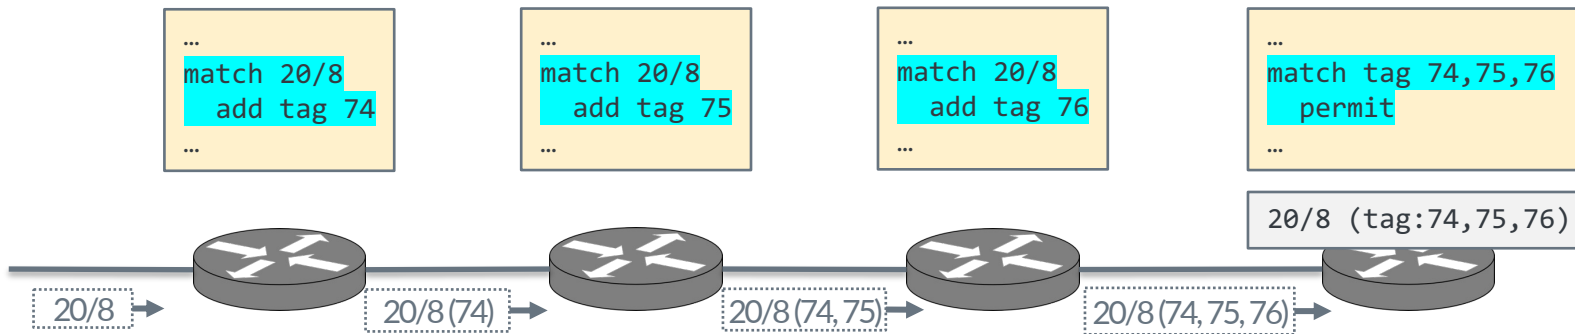 …
match 20/8
  add tag 74
…
…
match 20/8
  add tag 75
…
…
match 20/8
  add tag 76
…
…
match tag 74,75,76
  permit
…
20/8 (tag:74,75,76)
20/8
20/8 (74)
20/8 (74, 75)
20/8 (74, 75, 76)